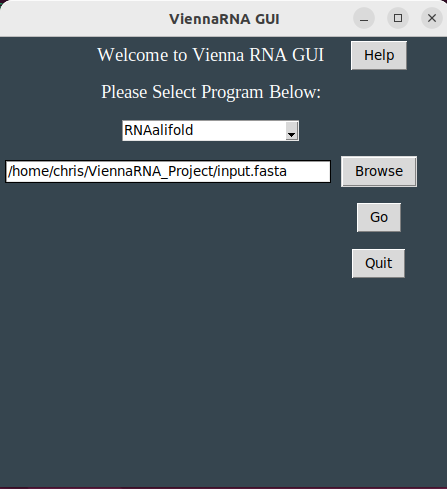 ViennaRNA GUI
Welcome to Vienna RNA GUI Help
Please Select Program Below:
RNAalifold
/home/chris/ViennaRNA_Project/input.fasta Browse
Go
Quit